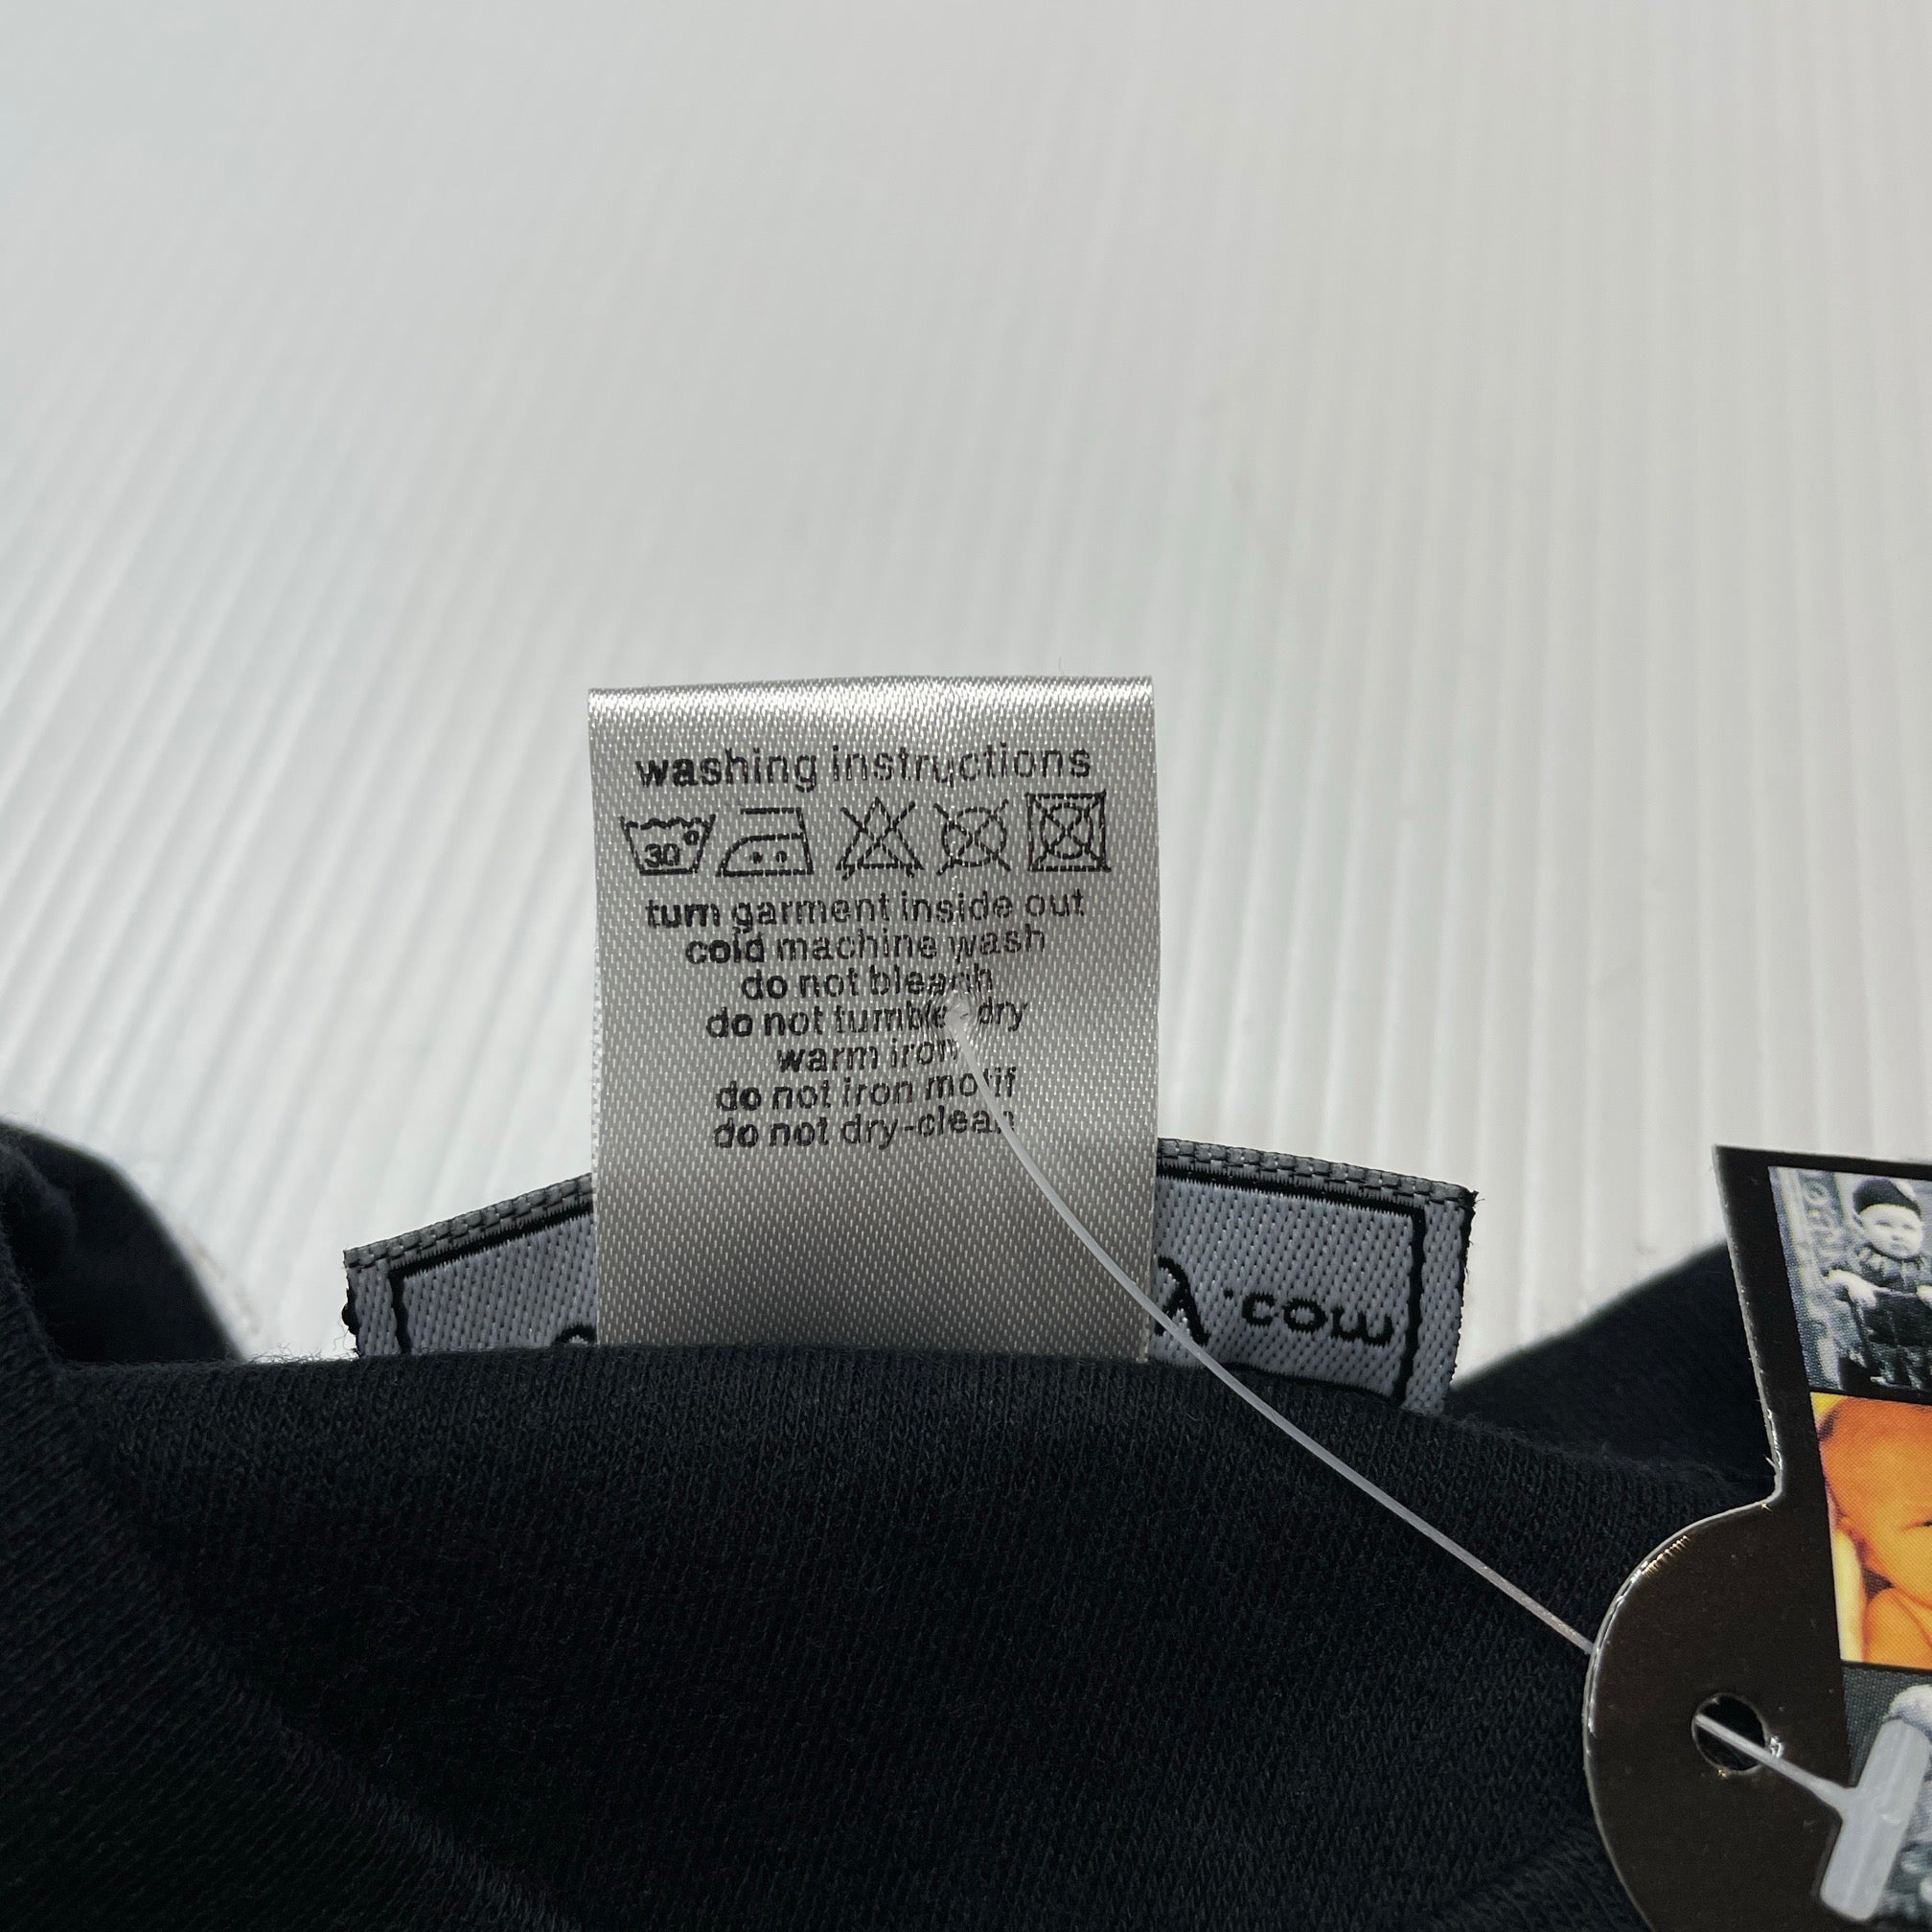 washing instructions
30°
turn garment inside out
cold machine wash
do not bleach
do not tumble dry
warm iron
do not iron motif
do not dry-clean
.com